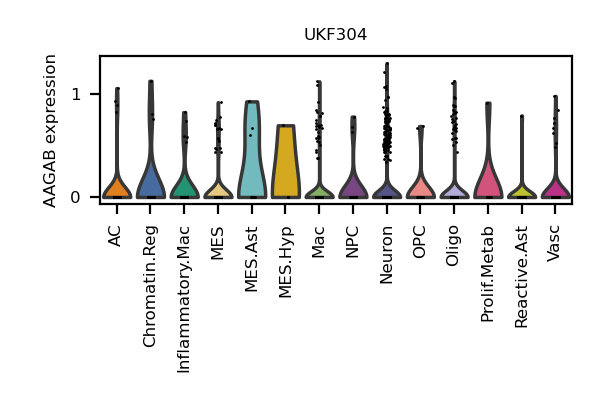 UKF304
AAGAB expression
1
0
AC
Chromatin.Reg
Inflammatory.Mac
MES
MES.Ast
MES.Hyp
Mac
NPC
Neuron
OPC
Oligo
Prolif.Metab
Reactive.Ast
Vasc